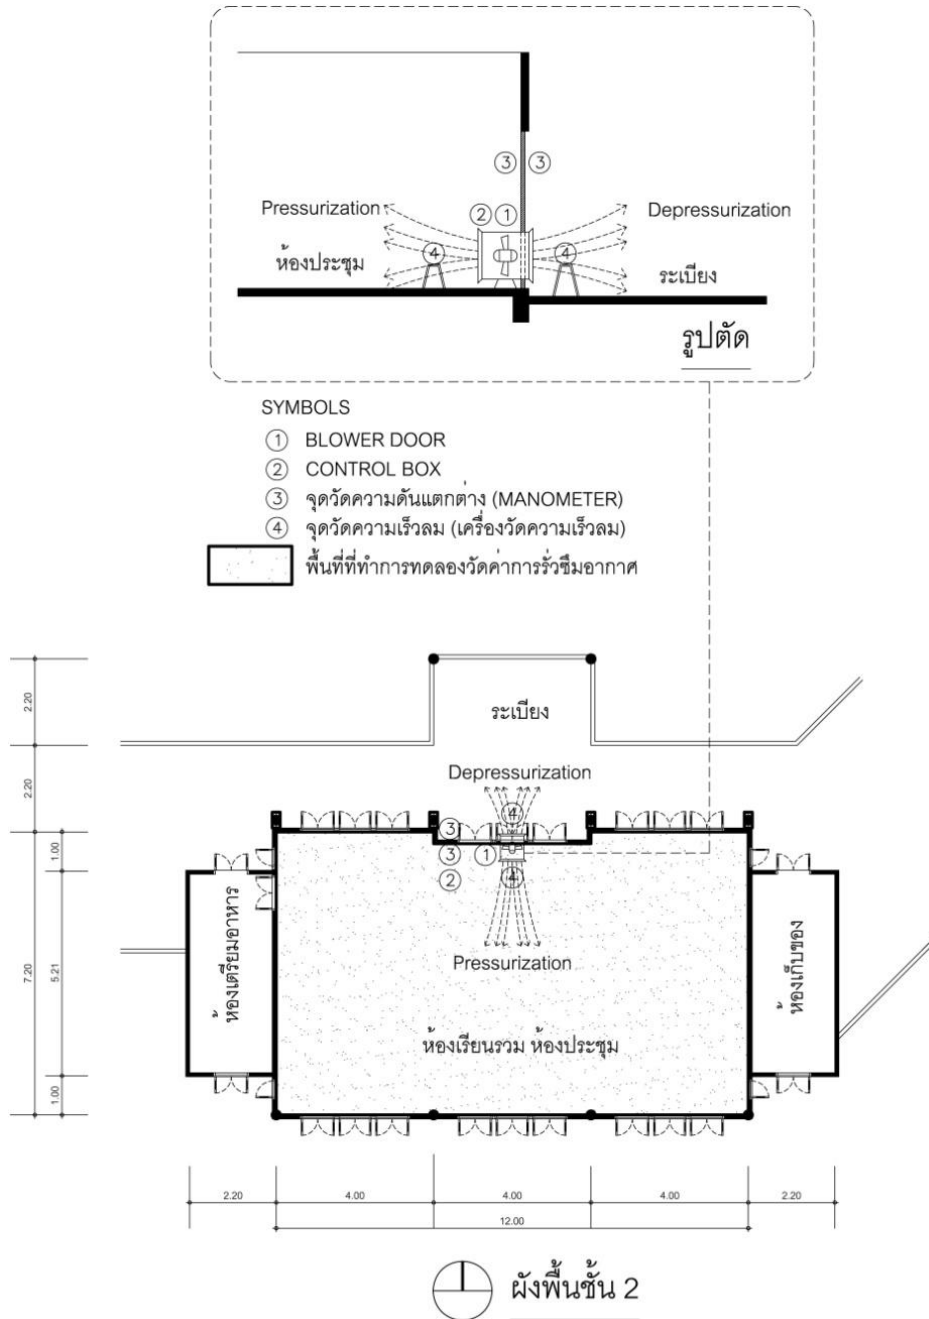 ③ ③
Pressurization
② ①
Depressurization
④ ④
ห้องประชุม
ระเบียง
รูปตัด
SYMBOLS
① BLOWER DOOR
② CONTROL BOX
③ จุดวัดความดันแตกต่าง (MANOMETER)
④ จุดวัดความเร็วลม (เครื่องวัดความเร็วลม)
พื้นที่ที่ทำการทดลองวัดค่าการรั่วซึมอากาศ
2.20
ระเบียง
2.20
Depressurization
④
③
③ ①
②
④
1.00
7.20
5.21
1.00
ห้องเตรียมอาหาร
Pressurization
ห้องเก็บของ
ห้องเรียนรวม ห้องประชุม
2.20 4.00 4.00 4.00 2.20
12.00
ผังพื้นชั้น 2